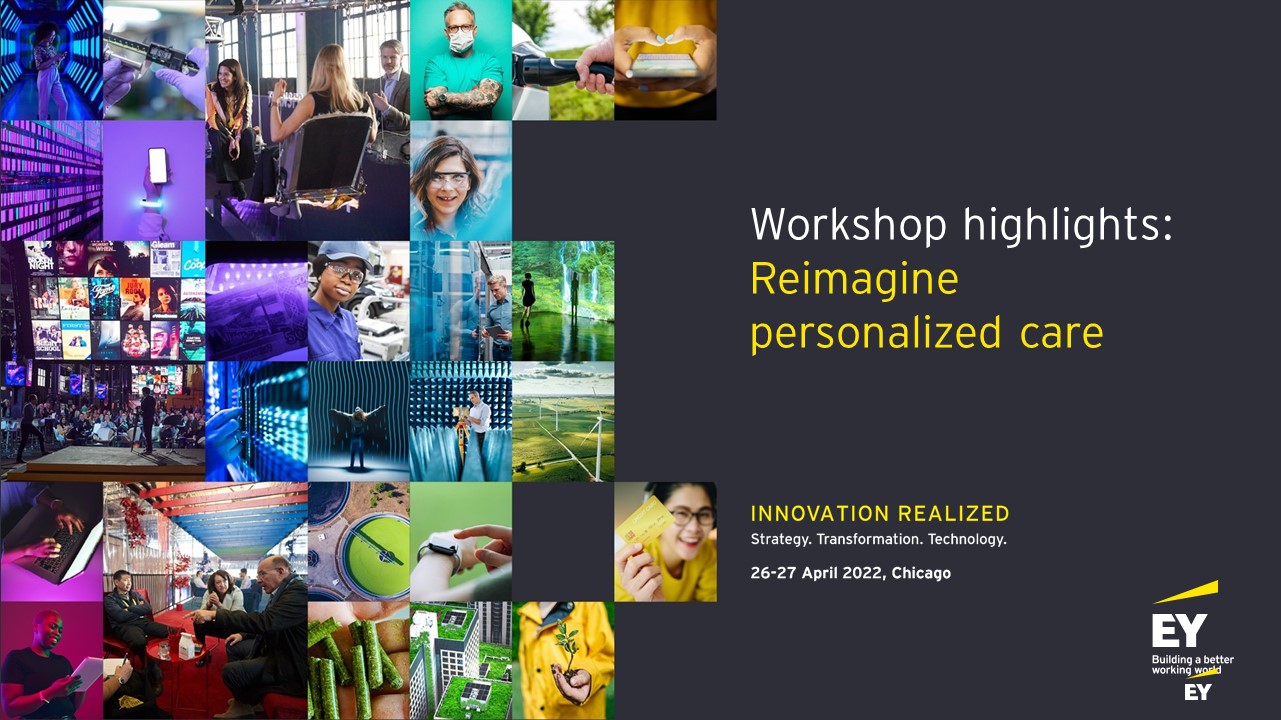 Workshop highlights:
Reimagine
personalized care
INNOVATION REALIZED
Strategy. Transformation. Technology.
26-27 April 2022, Chicago
EY
Building a better
working world
EY